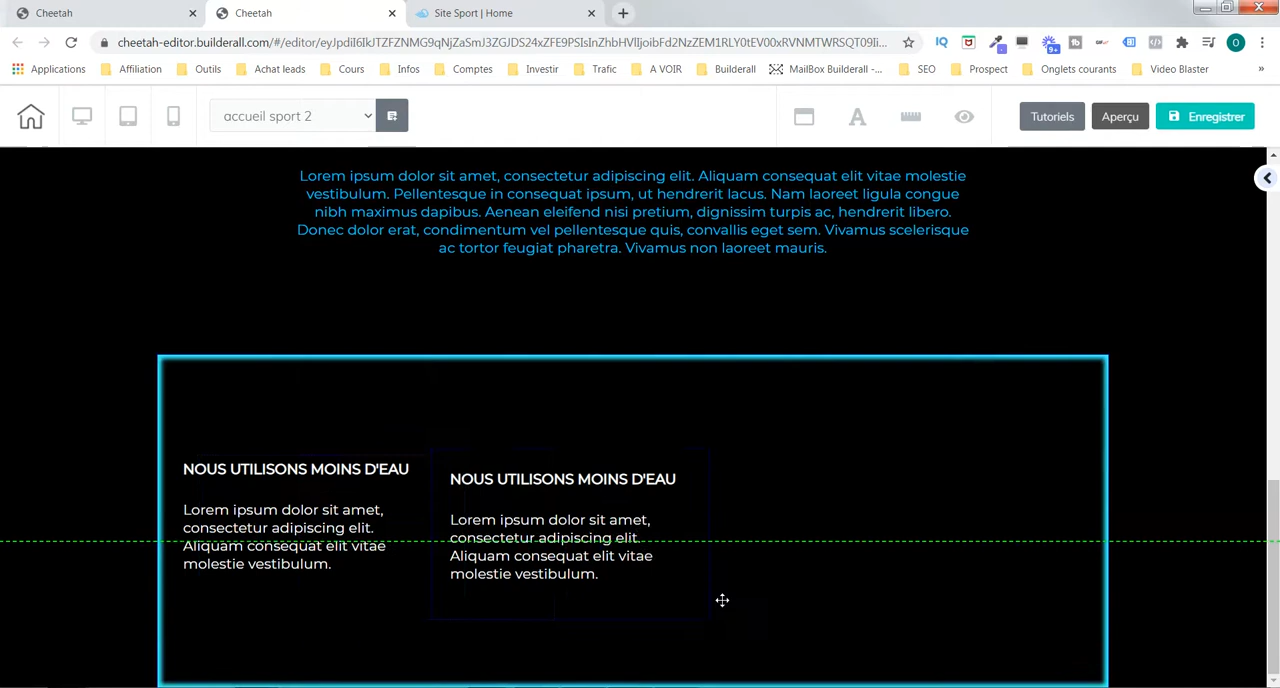 Cheetah
Cheetah
Site Sport | Home
cheetah-editor.builderall.com/#/editor/
Applications
Affiliation
Outils
Achat leads
Cours
Infos
Comptes
Investir
Trafic
A VOIR
Builderall
MailBox Builderall -...
SEO
Prospect
Onglets courants
Video Blaster
»
accueil sport 2
Tutoriels
Aperçu
Enregistrer
Lorem ipsum dolor sit amet, consectetur adipiscing elit. Aliquam consequat elit vitae molestie
vestibulum. Pellentesque in consequat ipsum, ut hendrerit lacus. Nam laoreet ligula congue
nibh maximus dapibus. Aenean eleifend nisi pretium, dignissim turpis ac, hendrerit libero.
Donec dolor erat, condimentum vel pellentesque quis, convallis eget sem. Vivamus scelerisque
ac tortor feugiat pharetra. Vivamus non laoreet mauris.
NOUS UTILISONS MOINS D'EAU
Lorem ipsum dolor sit amet,
consectetur adipiscing elit.
Aliquam consequat elit vitae
molestie vestibulum.
NOUS UTILISONS MOINS D'EAU
Lorem ipsum dolor sit amet,
consectetur adipiscing elit.
Aliquam consequat elit vitae
molestie vestibulum.